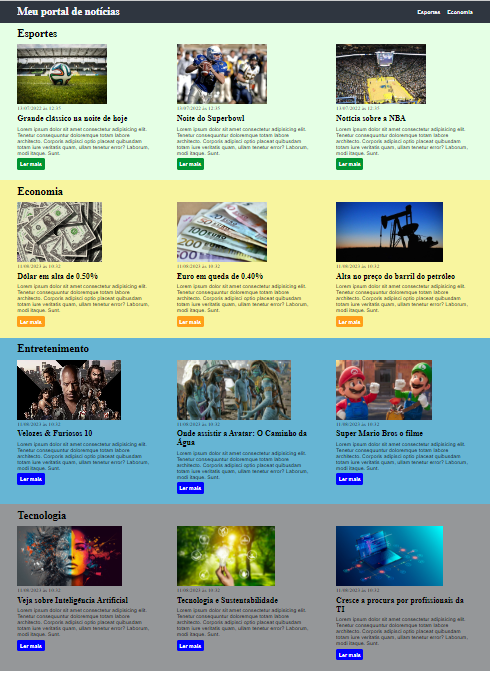 Meu portal de notícias
Esportes Economia
Esportes
13/07/2022 às 12:35
Grande clássico na noite de hoje
Lorem ipsum dolor sit amet consectetur adipisicing elit.
Tenetur consequuntur doloremque totam labore
architecto. Corporis adipisci optio placeat quibusdam
totam iure veritatis quam, ullam tenetur error? Laborum,
modi itaque. Sunt.
Ler mais
13/07/2022 às 12:35
Noite do Superbowl
Lorem ipsum dolor sit amet consectetur adipisicing elit.
Tenetur consequuntur doloremque totam labore
architecto. Corporis adipisci optio placeat quibusdam
totam iure veritatis quam, ullam tenetur error? Laborum,
modi itaque. Sunt.
Ler mais
13/07/2022 às 12:35
Notícia sobre a NBA
Lorem ipsum dolor sit amet consectetur adipisicing elit.
Tenetur consequuntur doloremque totam labore
architecto. Corporis adipisci optio placeat quibusdam
totam iure veritatis quam, ullam tenetur error? Laborum,
modi itaque. Sunt.
Ler mais
Economia
11/08/2023 às 10:32
Dólar em alta de 0.50%
Lorem ipsum dolor sit amet consectetur adipisicing elit.
Tenetur consequuntur doloremque totam labore
architecto. Corporis adipisci optio placeat quibusdam
totam iure veritatis quam, ullam tenetur error? Laborum,
modi itaque. Sunt.
Ler mais
11/08/2023 às 10:32
Euro em queda de 0.40%
Lorem ipsum dolor sit amet consectetur adipisicing elit.
Tenetur consequuntur doloremque totam labore
architecto. Corporis adipisci optio placeat quibusdam
totam iure veritatis quam, ullam tenetur error? Laborum,
modi itaque. Sunt.
Ler mais
11/08/2023 às 10:32
Alta no preço do barril do petróleo
Lorem ipsum dolor sit amet consectetur adipisicing elit.
Tenetur consequuntur doloremque totam labore
architecto. Corporis adipisci optio placeat quibusdam
totam iure veritatis quam, ullam tenetur error? Laborum,
modi itaque. Sunt.
Ler mais
Entretenimento
11/08/2023 às 10:32
Velozes & Furiosos 10
Lorem ipsum dolor sit amet consectetur adipisicing elit.
Tenetur consequuntur doloremque totam labore
architecto. Corporis adipisci optio placeat quibusdam
totam iure veritatis quam, ullam tenetur error? Laborum,
modi itaque. Sunt.
Ler mais
11/08/2023 às 10:32
Onde assistir a Avatar: O Caminho da
Água
Lorem ipsum dolor sit amet consectetur adipisicing elit.
Tenetur consequuntur doloremque totam labore
architecto. Corporis adipisci optio placeat quibusdam
totam iure veritatis quam, ullam tenetur error? Laborum,
modi itaque. Sunt.
Ler mais
11/08/2023 às 10:32
Super Mario Bros o filme
Lorem ipsum dolor sit amet consectetur adipisicing elit.
Tenetur consequuntur doloremque totam labore
architecto. Corporis adipisci optio placeat quibusdam
totam iure veritatis quam, ullam tenetur error? Laborum,
modi itaque. Sunt.
Ler mais
Tecnologia
11/08/2023 às 10:32
Veja sobre Inteligência Artificial
Lorem ipsum dolor sit amet consectetur adipisicing elit.
Tenetur consequuntur doloremque totam labore
architecto. Corporis adipisci optio placeat quibusdam
totam iure veritatis quam, ullam tenetur error? Laborum,
modi itaque. Sunt.
Ler mais
11/08/2023 às 10:32
Tecnologia e Sustentabilidade
Lorem ipsum dolor sit amet consectetur adipisicing elit.
Tenetur consequuntur doloremque totam labore
architecto. Corporis adipisci optio placeat quibusdam
totam iure veritatis quam, ullam tenetur error? Laborum,
modi itaque. Sunt.
Ler mais
11/08/2023 às 10:32
Cresce a procura por profissionais da
TI
Lorem ipsum dolor sit amet consectetur adipisicing elit.
Tenetur consequuntur doloremque totam labore
architecto. Corporis adipisci optio placeat quibusdam
totam iure veritatis quam, ullam tenetur error? Laborum,
modi itaque. Sunt.
Ler mais